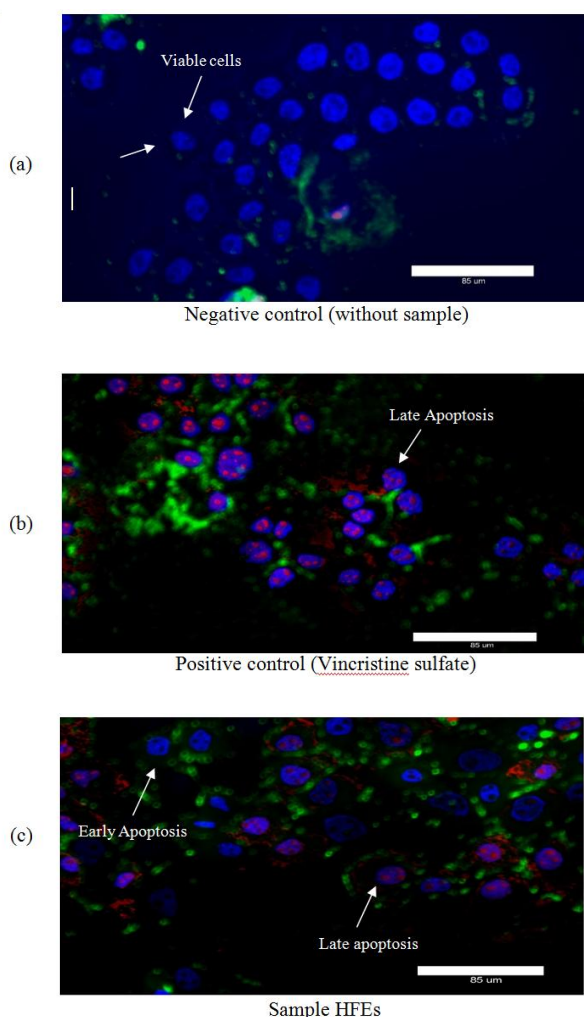 Viable cells
(a)
85 um
Negative control (without sample)
Late Apoptosis
(b)
85 um
Positive control (Vincristine sulfate)
Early Apoptosis
(c)
Late apoptosis
85 um
Sample HFEs